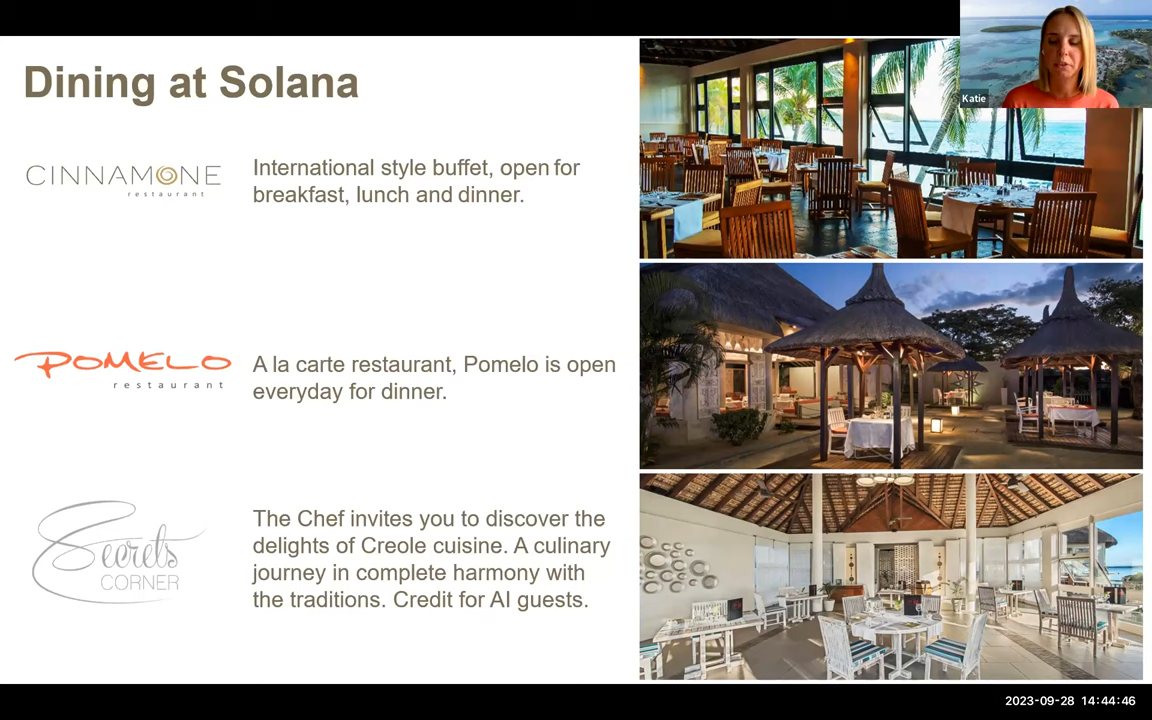 Dining at Solana
Katie
CINNAMONE
restaurant
International style buffet, open for
breakfast, lunch and dinner.
POMELO
restaurant
A la carte restaurant, Pomelo is open
everyday for dinner.
Secrets
CORNER
The Chef invites you to discover the
delights of Creole cuisine. A culinary
journey in complete harmony with
the traditions. Credit for AI guests.
2023-09-28 14:44:46